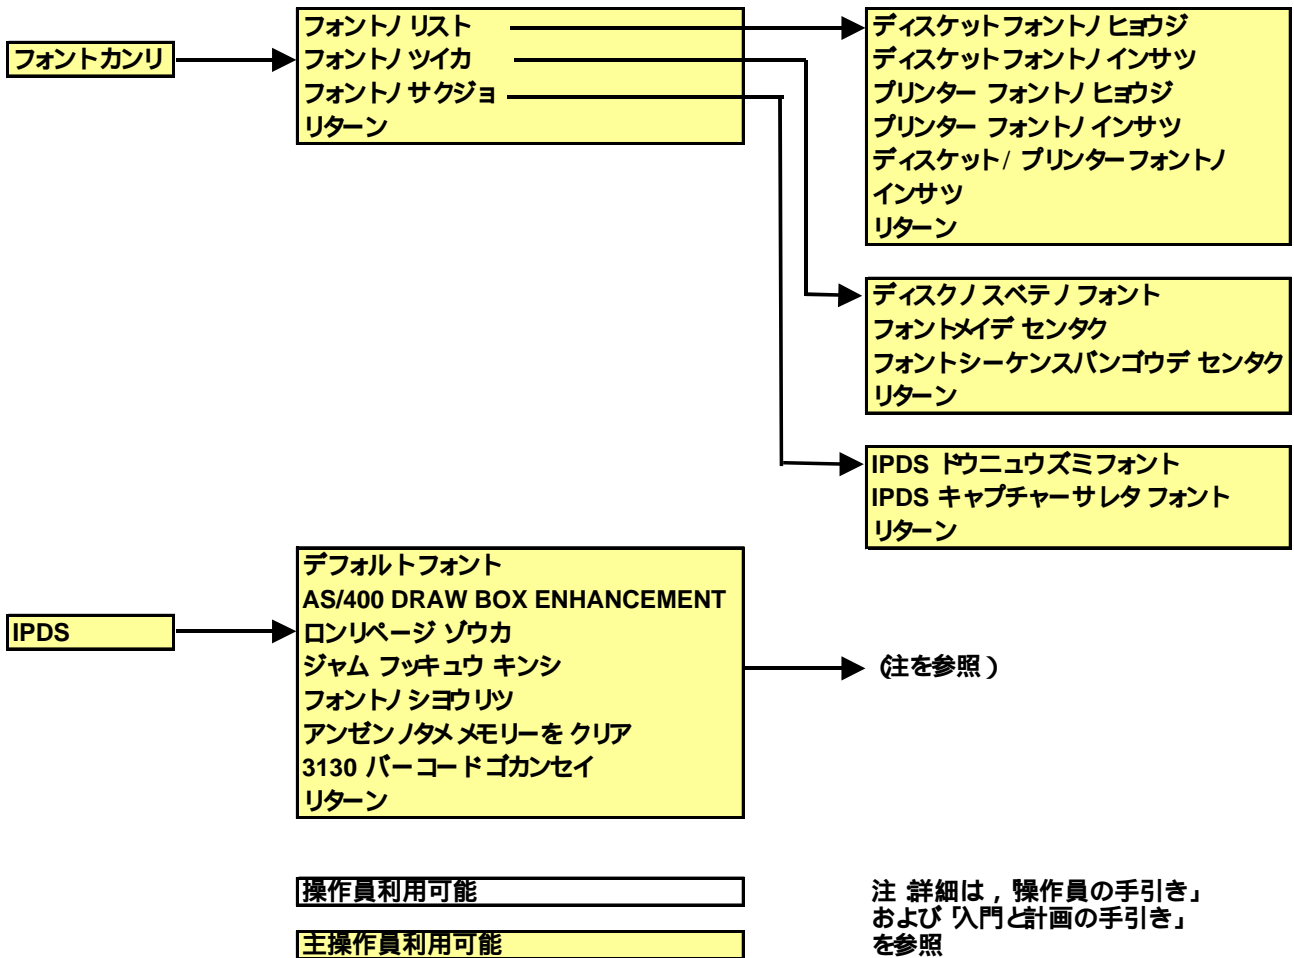 フォントカンリ
フォントノ リスト
フォントノ ツイカ
フォントノ サクジョ
リターン
ディスケットフォントノ ヒョウジ
ディスケットフォントノ インサツ
プリンター フォントノ ヒョウジ
プリンター フォントノ インサツ
ディスケット/ プリンターフォントノ
インサツ
リターン
ディスクノ スベテノ フォント
フォントメイデ センタク
フォントシーケンスバンゴウデ センタク
リターン
IPDS ドウニュウズミフォント
IPDS キャプチャーサレタ フォント
リターン
IPDS
デフォルトフォント
AS/400 DRAW BOX ENHANCEMENT
ロンリページ ゾウカ
ジャム フッキュウ キンシ
フォントノ ショウリツ
アンゼンノタメ メモリーを クリア
3130 バーコードゴカンセイ
リターン
(注を参照)
操作員利用可能
主操作員利用可能
注 詳細は,「操作員の手引き」
および「入門と計画の手引き」
を参照